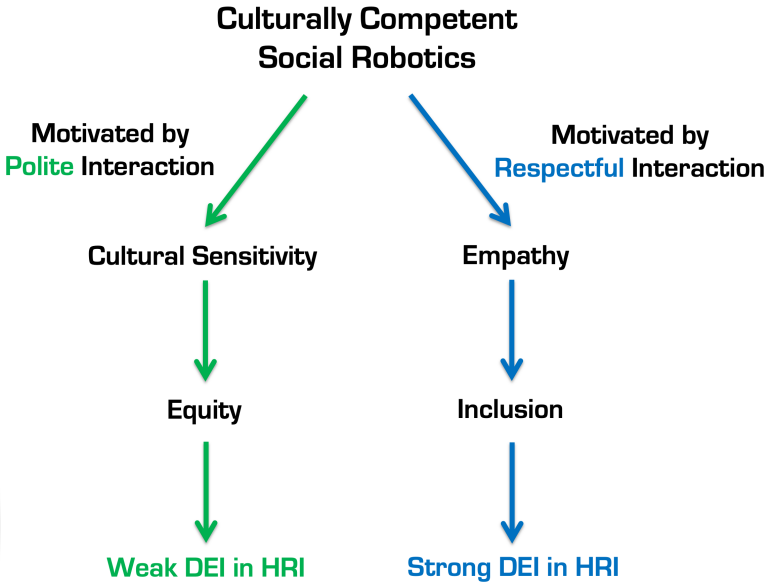 Culturally Competent
Social Robotics
Motivated by
Polite Interaction
Motivated by
Respectful Interaction
Cultural Sensitivity
Empathy
Equity
Inclusion
Weak DEI in HRI
Strong DEI in HRI